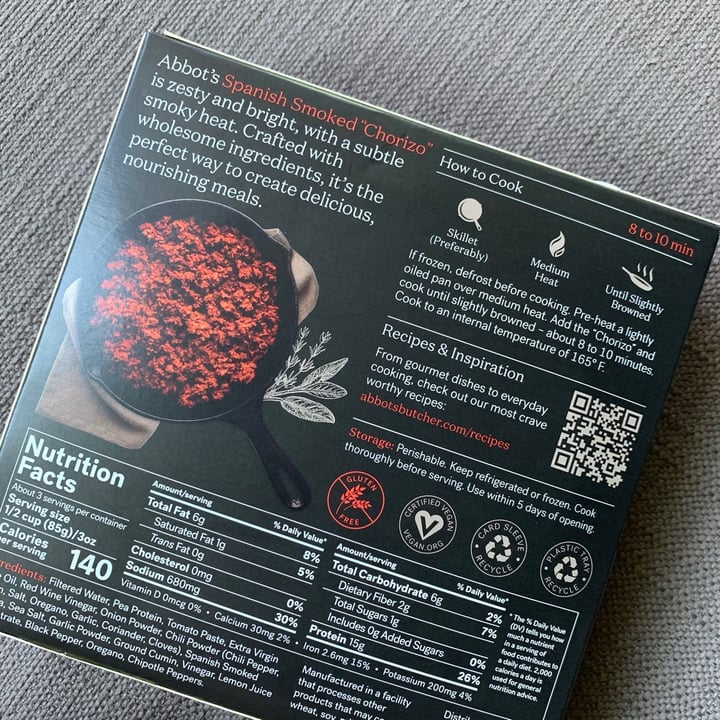 Abbot's Spanish Smoked "Chorizo"
is zesty and bright, with a subtle
smoky heat. Crafted with
wholesome ingredients, it's the
perfect way to create delicious,
nourishing meals.
How to Cook
8 to 10 min
Skillet
(Preferably)
Medium
Heat
Until Slightly
Browned
If frozen, defrost before cooking. Pre-heat a lightly
oiled pan over medium heat. Add the "Chorizo" and
cook until slightly browned – about 8 to 10 minutes.
Cook to an internal temperature of 165° F.
Recipes & Inspiration
From gourmet dishes to everyday
cooking, check out our most crave
worthy recipes:
abbotsbutcher.com/recipes
Storage: Perishable. Keep refrigerated or frozen. Cook
thoroughly before serving. Use within 5 days of opening.
GLUTEN
FREE
CERTIFIED VEGAN
VEGAN.ORG
CARD SLEEVE
RECYCLE
PLASTIC TRAY
RECYCLE
Nutrition
Facts
About 3 servings per container
Serving size
1/2 cup (85g)/3oz
Calories
per serving
140
Amount/serving
% Daily Value*
Total Fat 6g
8%
Saturated Fat 1g
5%
Trans Fat 0g
Cholesterol 0mg
0%
Sodium 680mg
30%
Amount/serving
% Daily Value*
Total Carbohydrate 6g
2%
Dietary Fiber 2g
7%
Total Sugars 1g
Includes 0g Added Sugars
0%
Protein 15g
26%
Vitamin D 0mcg 0% • Calcium 30mg 2% • Iron 2.6mg 15% • Potassium 200mg 4%
* The % Daily Value
(DV) tells you how
much a nutrient
in a serving of
food contributes to
a daily diet. 2,000
calories a day is
used for general
nutrition advice.
Filtered Water, Pea Protein, Tomato Paste, Extra Virgin
Oil, Red Wine Vinegar, Onion Powder, Chili Powder (Chili Pepper,
Salt, Oregano, Garlic, Coriander, Cloves), Spanish Smoked
Sea Salt, Garlic Powder, Ground Cumin, Vinegar, Lemon Juice
Black Pepper, Oregano, Chipotle Peppers.
Manufactured in a facility
that processes other
products that may
wheat, soy,